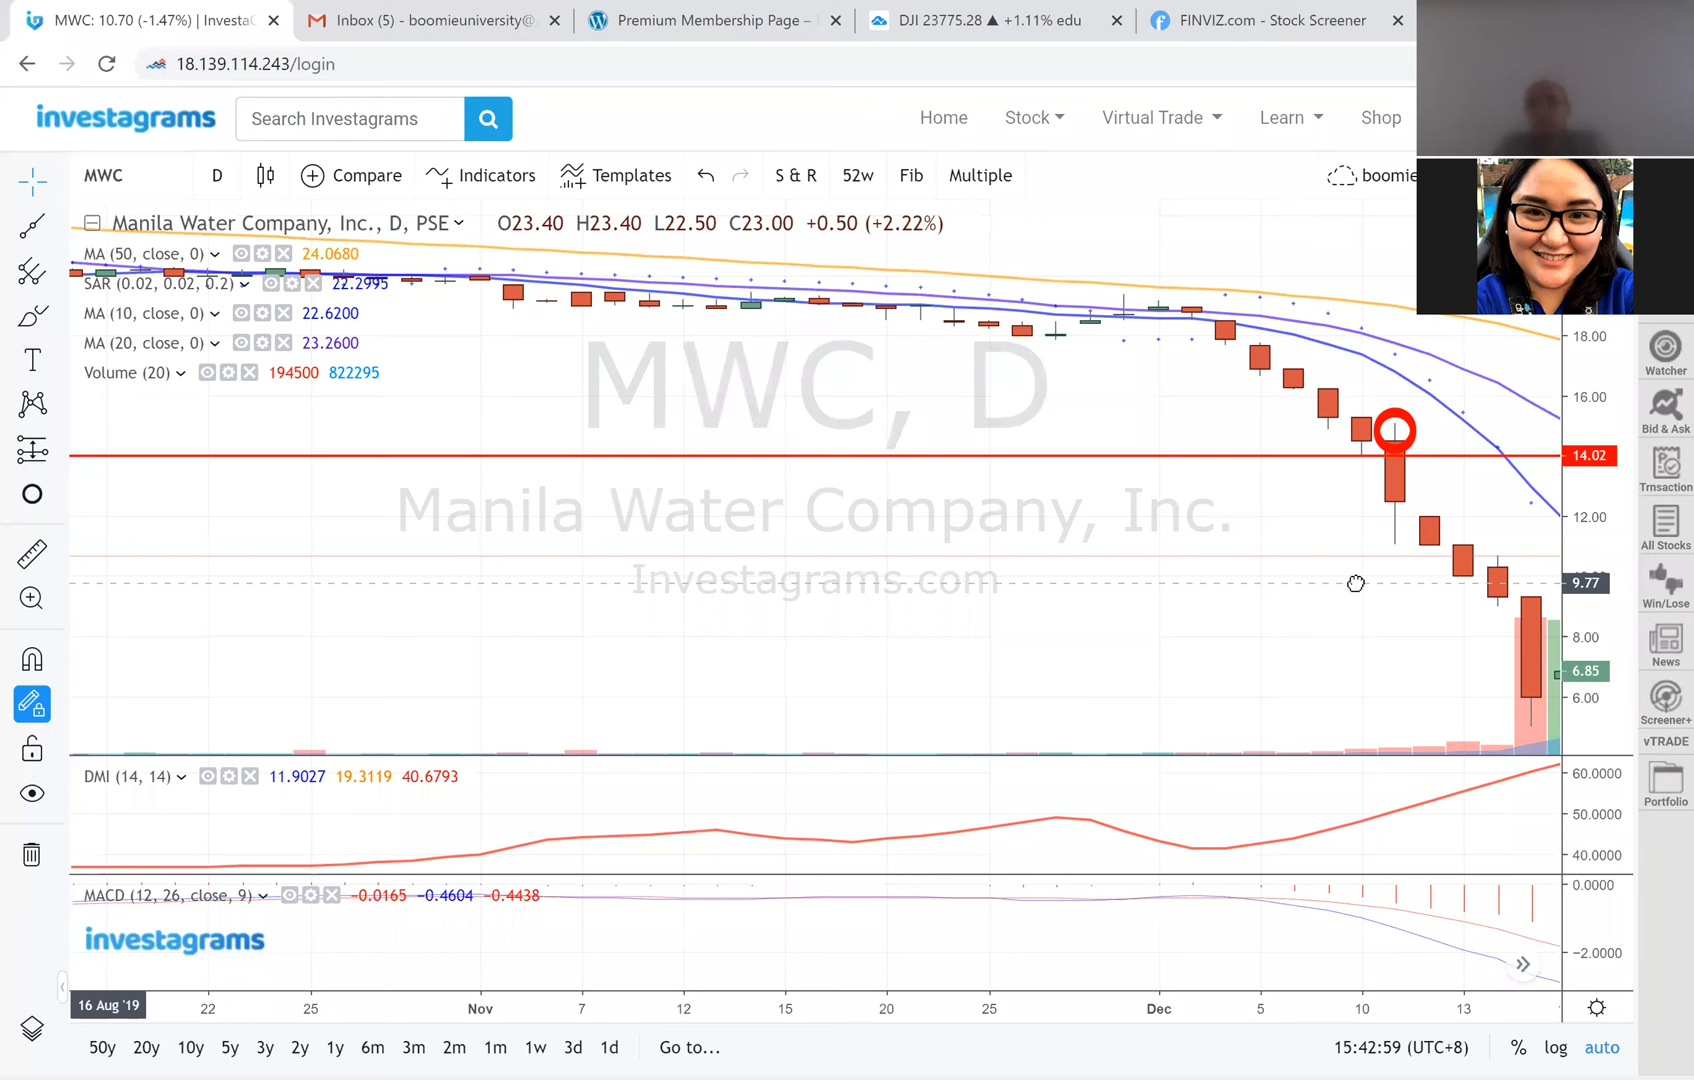 MWC: 10.70 (-1.47%) | InvestaG
Inbox (5) - boomieuniversity@
Premium Membership Page –
DJI 23775.28 ▲ +1.11% edu
FINVIZ.com - Stock Screener
18.139.114.243/login
investagrams
Search Investagrams
Home
Stock
Virtual Trade
Learn
Shop
MWC
D
Compare
Indicators
Templates
S & R
52w
Fib
Multiple
boomie
Manila Water Company, Inc., D, PSE
O23.40 H23.40 L22.50 C23.00 +0.50 (+2.22%)
MA (50, close, 0) 24.0680
SAR (0.02, 0.02, 0.2) 22.2995
MA (10, close, 0) 22.6200
MA (20, close, 0) 23.2600
Volume (20) 194500 822295
MWC, D
Manila Water Company, Inc.
Investagrams.com
18.00
16.00
14.02
12.00
9.77
8.00
6.85
6.00
Watcher
Bid & Ask
Trnsaction
All Stocks
Win/Lose
News
Screener+
vTRADE
Portfolio
DMI (14, 14) 11.9027 19.3119 40.6793
60.0000
50.0000
40.0000
MACD (12, 26, close, 9) -0.0165 -0.4604 -0.4438
0.0000
-2.0000
investagrams
16 Aug '19
22
25
Nov
7
12
15
20
25
Dec
5
10
13
50y 20y 10y 5y 3y 2y 1y 6m 3m 2m 1m 1w 3d 1d
Go to...
15:42:59 (UTC+8)
%
log
auto